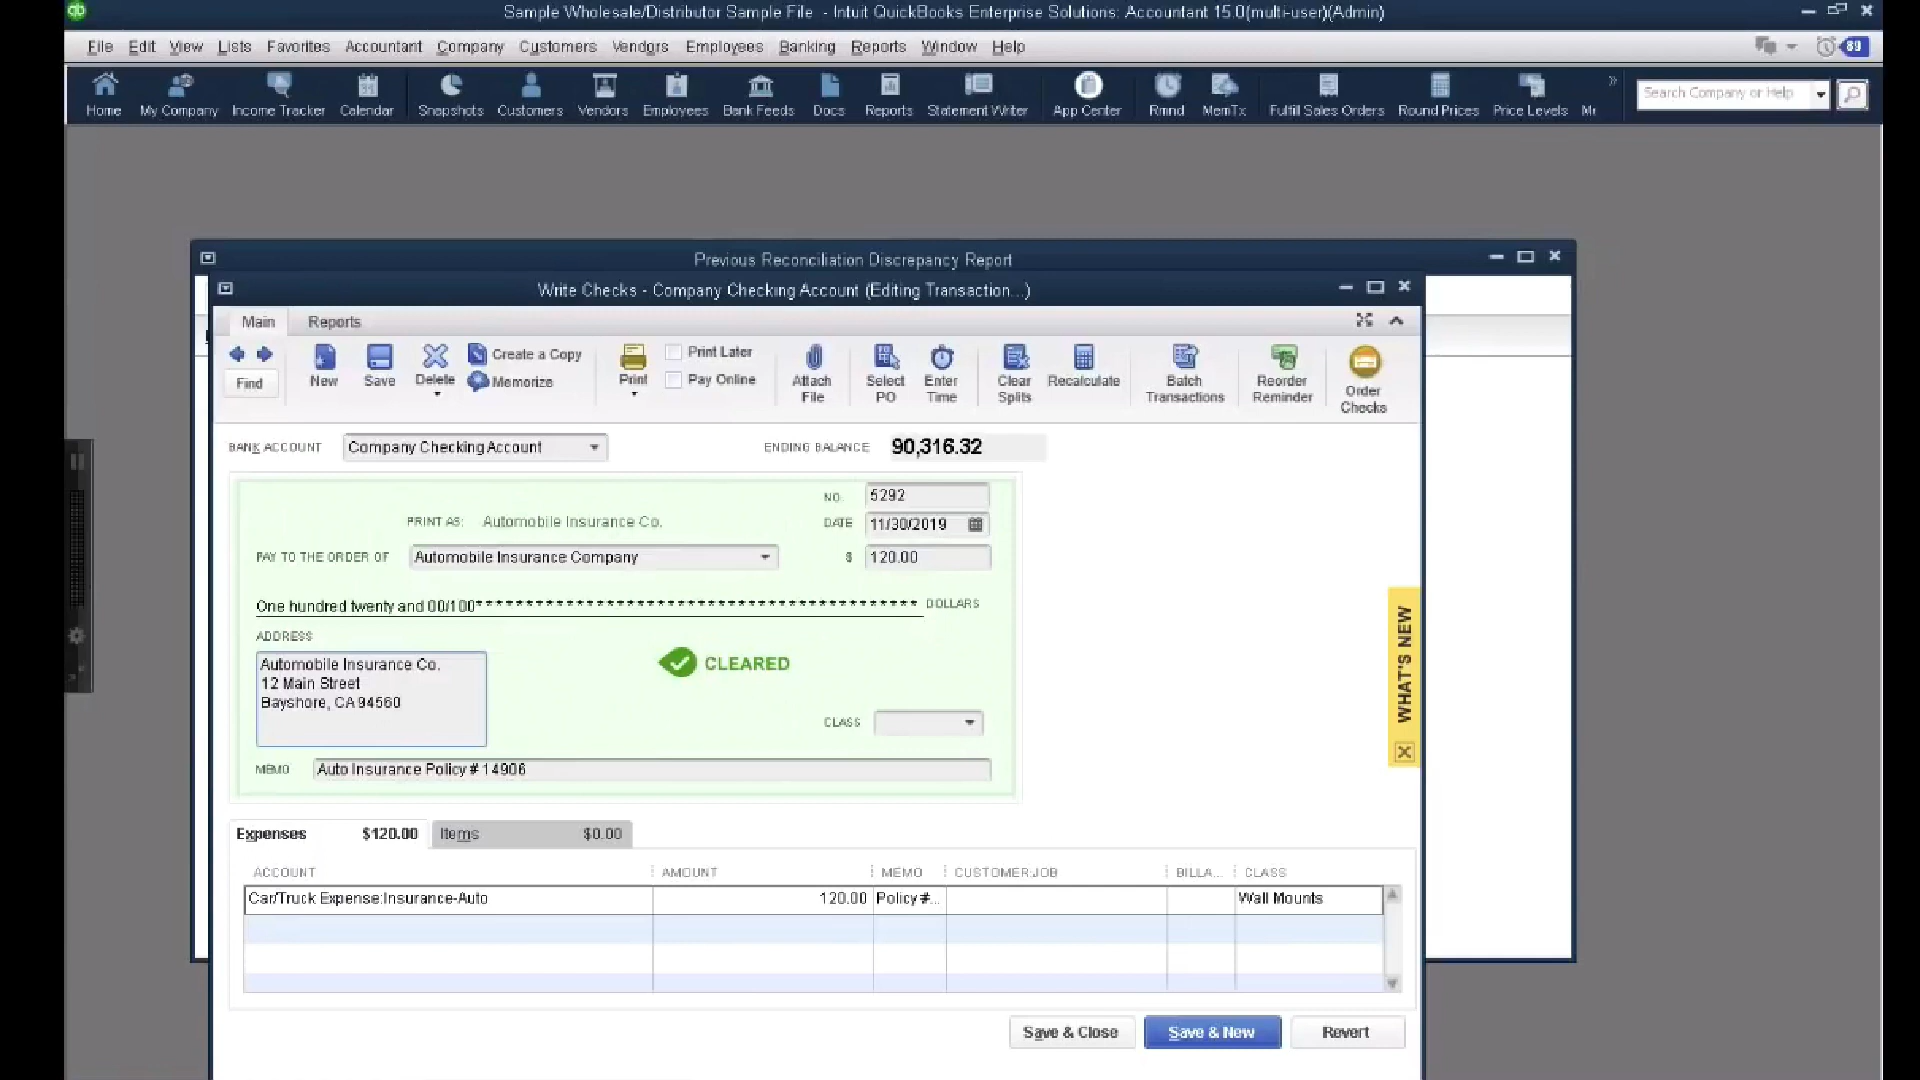 qb
Sample Wholesale/Distributor Sample File - Intuit QuickBooks Enterprise Solutions: Accountant 15.0(multi-user)(Admin)
File Edit View Lists Favorites Accountant Company Customers Vendors Employees Banking Reports Window Help
89
Home My Company Income Tracker Calendar Snapshots Customers Vendors Employees Bank Feeds Docs Reports Statement Writer App Center Rmnd MemTx Fulfill Sales Orders Round Prices Price Levels Mc
Search Company or Help
Previous Reconciliation Discrepancy Report
Write Checks - Company Checking Account (Editing Transaction...)
Main Reports
Find New Save Delete Create a Copy
Memorize
Print Print Later
Pay Online
Attach File
Select PO
Enter Time
Clear Splits
Recalculate
Batch Transactions
Reorder Reminder
Order Checks
BANK ACCOUNT Company Checking Account ENDING BALANCE 90,316.32
NO. 5292
PRINT AS: Automobile Insurance Co. DATE 11/30/2019
PAY TO THE ORDER OF Automobile Insurance Company $ 120.00
One hundred twenty and 00/100******************************************** DOLLARS
ADDRESS
Automobile Insurance Co.
12 Main Street
Bayshore, CA 94560
CLEARED
CLASS
MEMO Auto Insurance Policy # 14906
WHAT'S NEW
Expenses $120.00 Items $0.00
ACCOUNT AMOUNT MEMO CUSTOMER:JOB BILLA... CLASS
Car/Truck Expense:Insurance-Auto 120.00 Policy #... Wall Mounts
Save & Close Save & New Revert